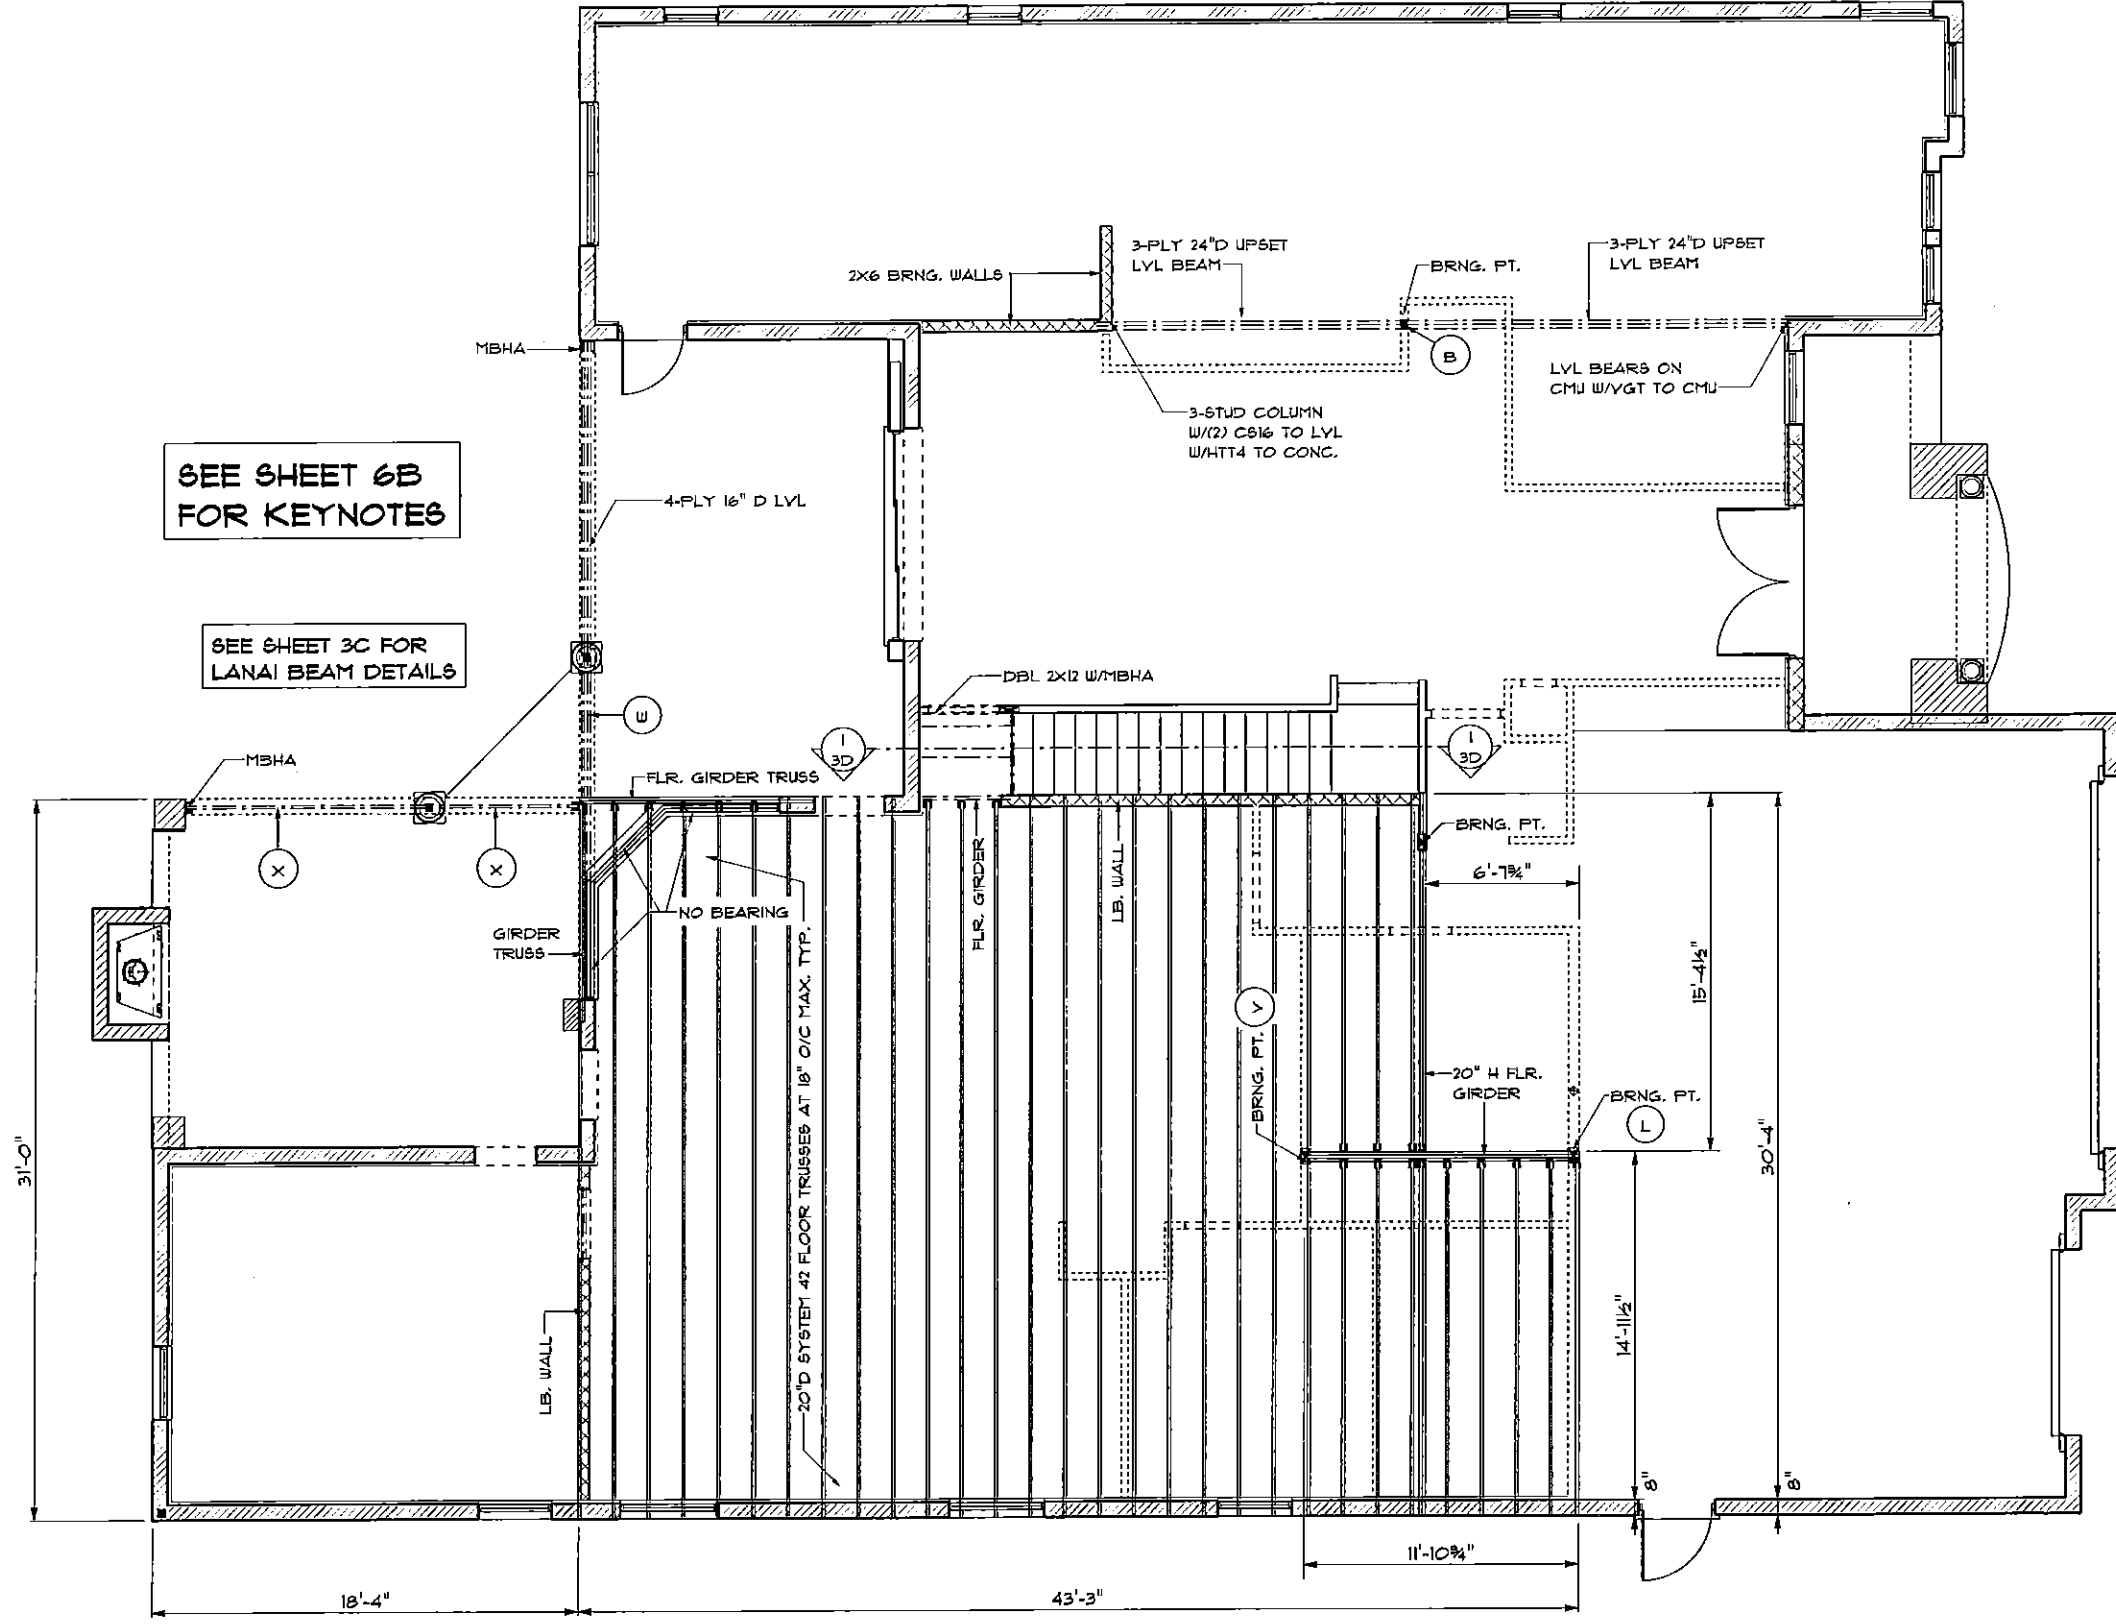 3-PLY 24"D UPSET
LVL BEAM
3-PLY 24"D UPSET
LVL BEAM
2X6 BRNG. WALLS
BRNG. PT.
MBHA
B
LVL BEARS ON
CMU W/VGT TO CMU
3-STUD COLUMN
W/(2) CS16 TO LVL
W/HTT4 TO CONC.
SEE SHEET 6B
FOR KEYNOTES
4-PLY 16" D LVL
SEE SHEET 3C FOR
LANAI BEAM DETAILS
DBL 2X12 W/MBHA
E
1
3D
1
3D
MBHA
FLR. GIRDER TRUSS
X
X
BRNG. PT.
6'-7¾"
NO BEARING
GIRDER
TRUSS
FLR. GIRDER
LB. WALL
20"D SYSTEM 42 FLOOR TRUSSES AT 18" O/C MAX. TYP.
15'-4½"
Y
BRNG. PT.
20" H FLR.
GIRDER
BRNG. PT.
L
31'-0"
30'-4"
14'-11½"
LB. WALL
8"
8"
11'-10¾"
18'-4"
43'-3"